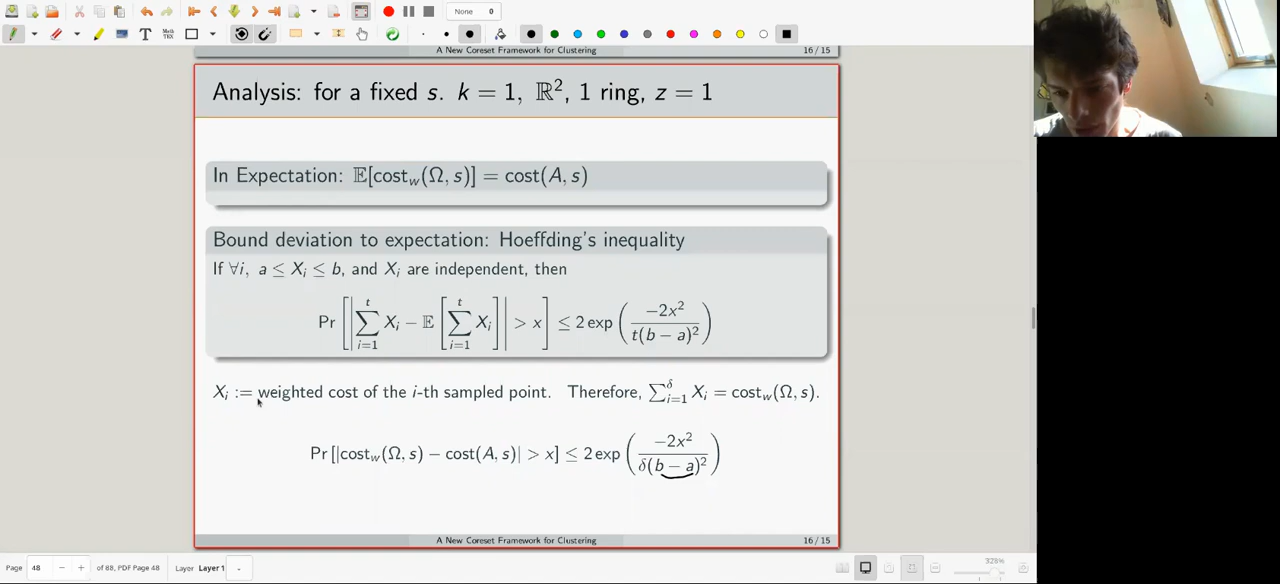 None 0
T Math TEX
A New Coreset Framework for Clustering 16 / 15
Analysis: for a fixed s. k = 1, ℝ², 1 ring, z = 1
In Expectation: 𝔼[cost_w(Ω, s)] = cost(A, s)
Bound deviation to expectation: Hoeffding's inequality
If ∀i, a ≤ X_i ≤ b, and X_i are independent, then
Pr [ | ∑_{i=1}^{t} X_i − 𝔼 [ ∑_{i=1}^{t} X_i ] | > x ] ≤ 2 exp ( −2x² / t(b − a)² )
X_i := weighted cost of the i-th sampled point. Therefore, ∑_{i=1}^{δ} X_i = cost_w(Ω, s).
Pr [|cost_w(Ω, s) − cost(A, s)| > x] ≤ 2 exp ( −2x² / δ(b − a)² )
A New Coreset Framework for Clustering 16 / 15
Page 48 − + of 88, PDF Page 48 Layer Layer 1 328%